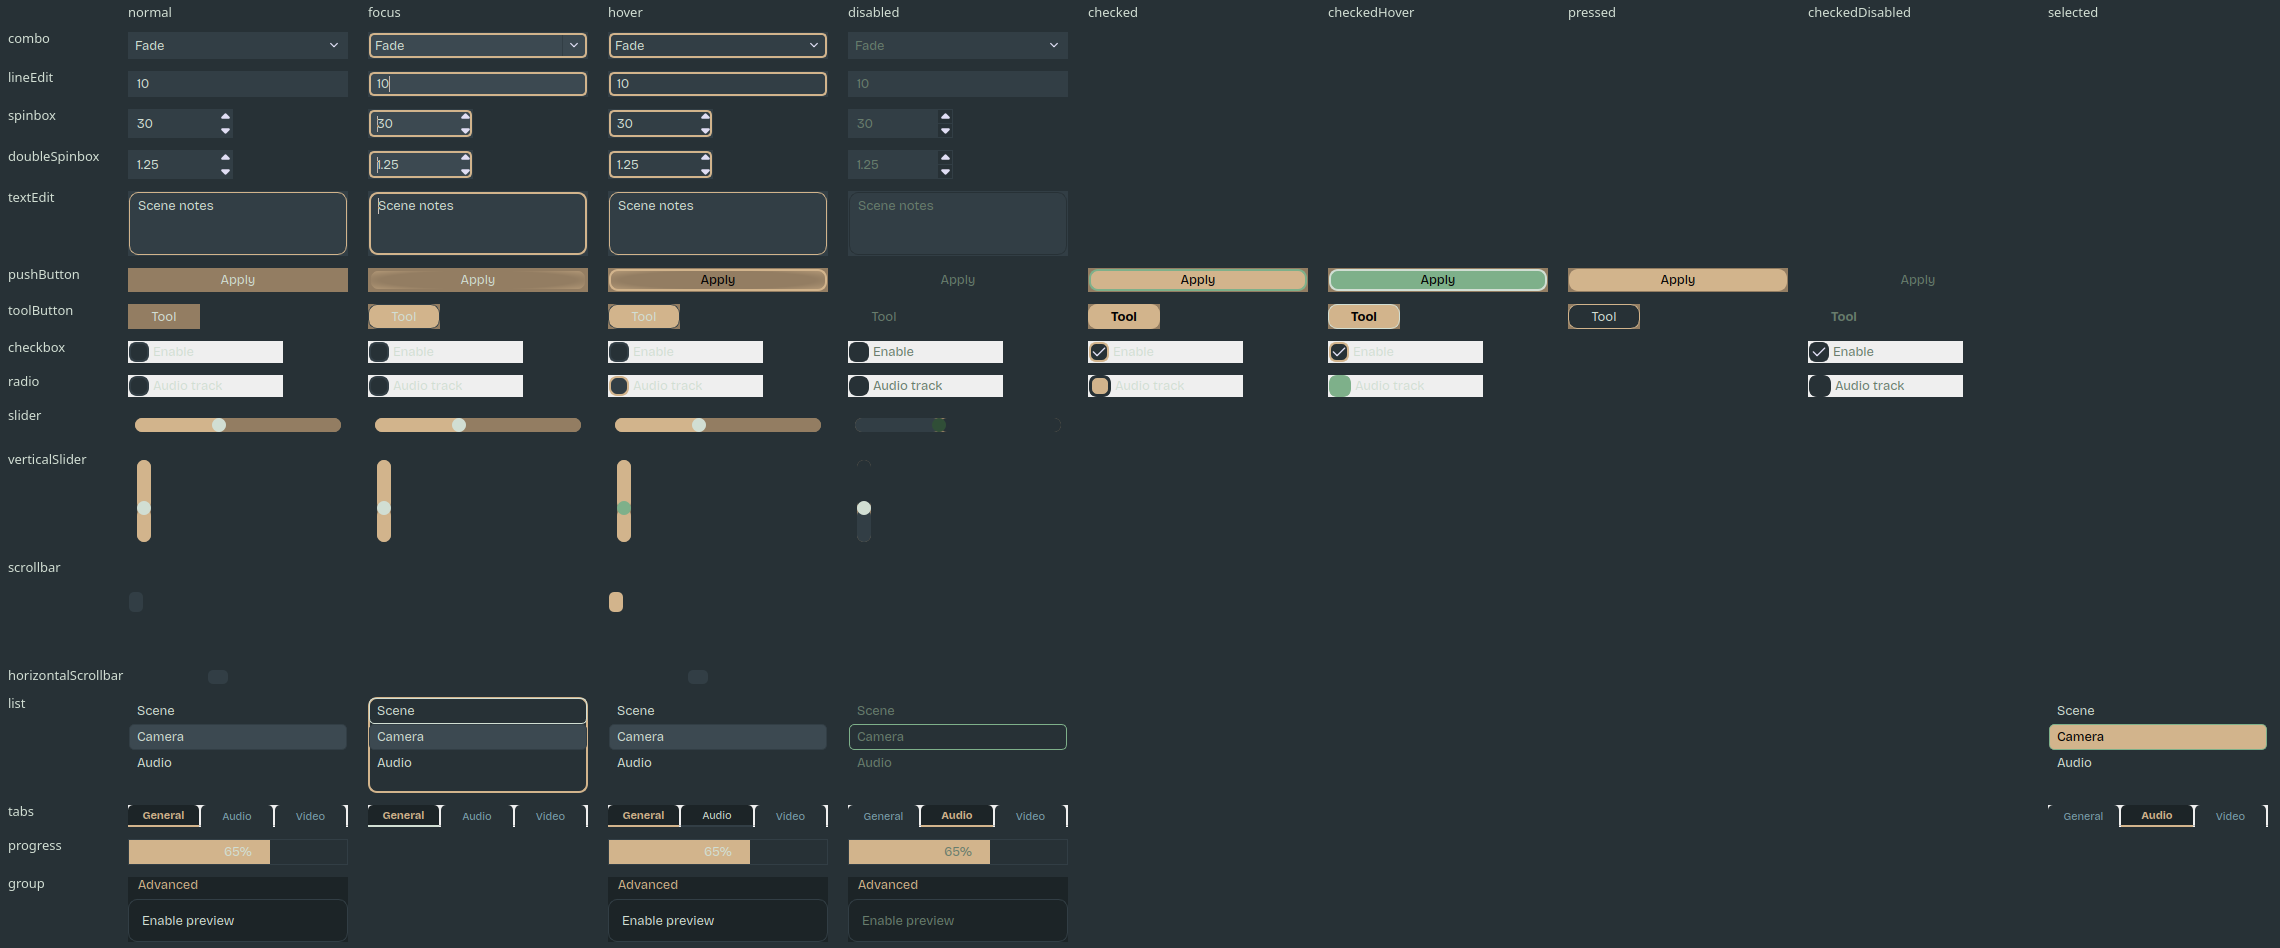 normal focus hover disabled checked checkedHover pressed checkedDisabled selected
combo Fade Fade Fade Fade
lineEdit 10 10 10 10
spinbox 30 30 30 30
doubleSpinbox 1.25 1.25 1.25 1.25
textEdit Scene notes Scene notes Scene notes Scene notes
pushButton Apply Apply Apply Apply Apply Apply Apply Apply
toolButton Tool Tool Tool Tool Tool Tool Tool Tool
checkbox Enable Enable Enable Enable Enable Enable Enable
radio Audio track Audio track Audio track Audio track Audio track Audio track Audio track
slider
verticalSlider
scrollbar
horizontalScrollbar
list Scene Scene Scene Scene Scene
Camera Camera Camera Camera Camera
Audio Audio Audio Audio Audio
tabs General Audio Video General Audio Video General Audio Video General Audio Video General Audio Video
progress 65% 65% 65%
group Advanced Advanced Advanced
Enable preview Enable preview Enable preview